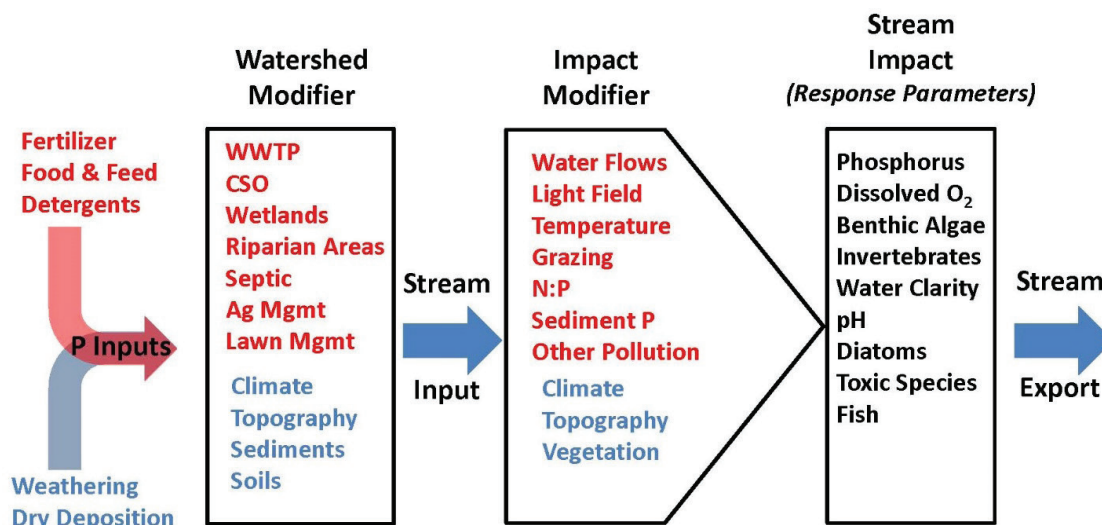 Watershed
Modifier
Impact
Modifier
Stream
Impact
(Response Parameters)
Fertilizer
Food & Feed
Detergents
P Inputs
Weathering
Dry Deposition
WWTP
CSO
Wetlands
Riparian Areas
Septic
Ag Mgmt
Lawn Mgmt
Climate
Topography
Sediments
Soils
Stream
Input
Water Flows
Light Field
Temperature
Grazing
N:P
Sediment P
Other Pollution
Climate
Topography
Vegetation
Phosphorus
Dissolved O₂
Benthic Algae
Invertebrates
Water Clarity
pH
Diatoms
Toxic Species
Fish
Stream
Export